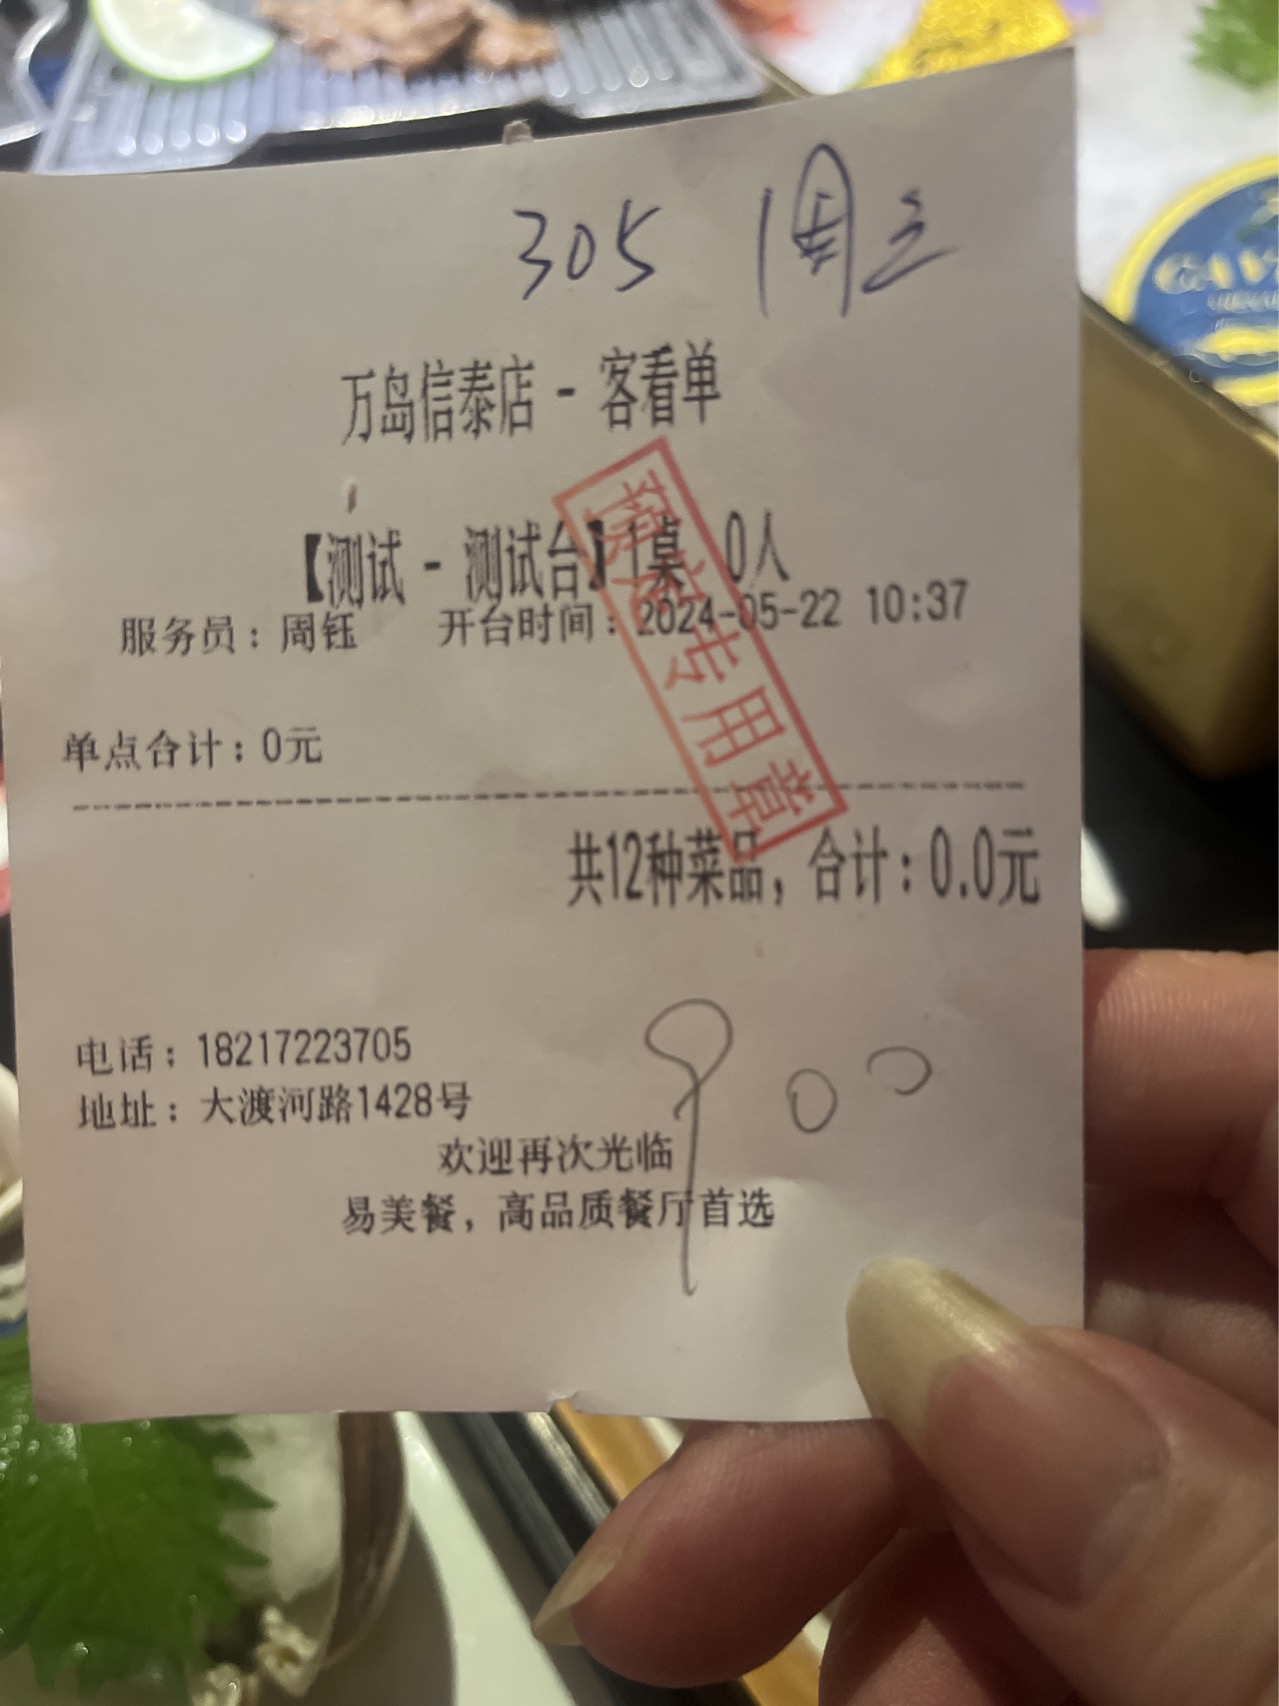 305 周
万岛信泰店 - 客看单
【测试 - 测试台】1桌 0人
服务员：周钰 开台时间：2024-05-22 10:37
专用章
单点合计：0元
共12种菜品，合计：0.0元
电话：18217223705
地址：大渡河路1428号
900
欢迎再次光临
易美餐，高品质餐厅首选